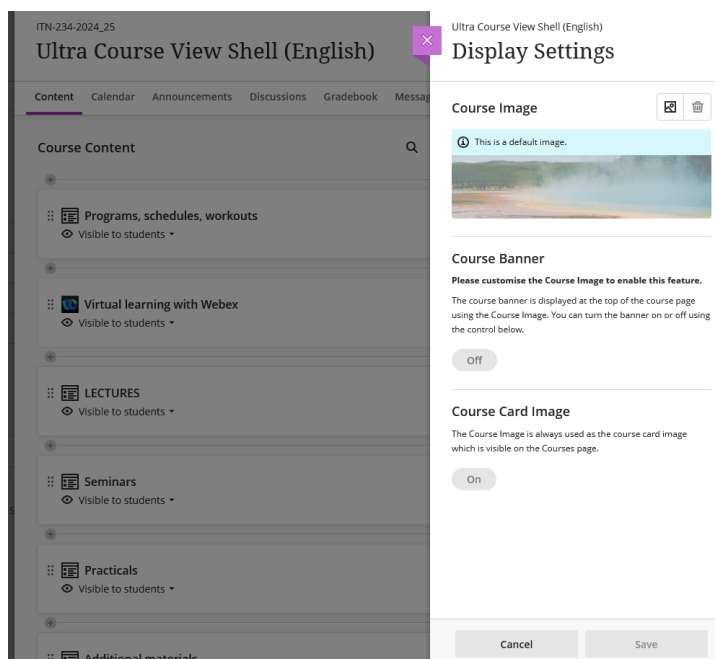 ITN-234-2024_25
Ultra Course View Shell (English)
Content Calendar Announcements Discussions Gradebook Messag
Course Content
Programs, schedules, workouts
Visible to students
Virtual learning with Webex
Visible to students
LECTURES
Visible to students
Seminars
Visible to students
Practicals
Visible to students
Additional materials
Ultra Course View Shell (English)
Display Settings
Course Image
This is a default image.
Course Banner
Please customise the Course Image to enable this feature.
The course banner is displayed at the top of the course page
using the Course Image. You can turn the banner on or off using
the control below.
Off
Course Card Image
The Course Image is always used as the course card image
which is visible on the Courses page.
On
Cancel Save